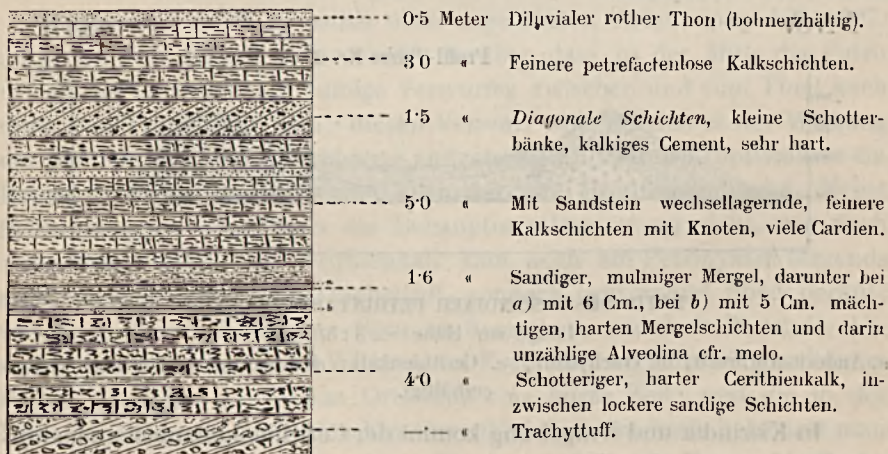 0·5 Meter Diluvialer rother Thon (bohnerzhältig).
3 0 « Feinere petrefactenlose Kalkschichten.
1·5 « Diagonale Schichten, kleine Schotter-
bänke, kalkiges Cement, sehr hart.
5·0 « Mit Sandstein wechsellagernde, feinere
Kalkschichten mit Knoten, viele Cardien.
1·6 « Sandiger, mulmiger Mergel, darunter bei
a) mit 6 Cm., bei b) mit 5 Cm. mäch-
tigen, harten Mergelschichten und darin
unzählige Alveolina cfr. melo.
4·0 « Schotteriger, harter Cerithienkalk, in-
zwischen lockere sandige Schichten.
—·— « Trachyttuff.